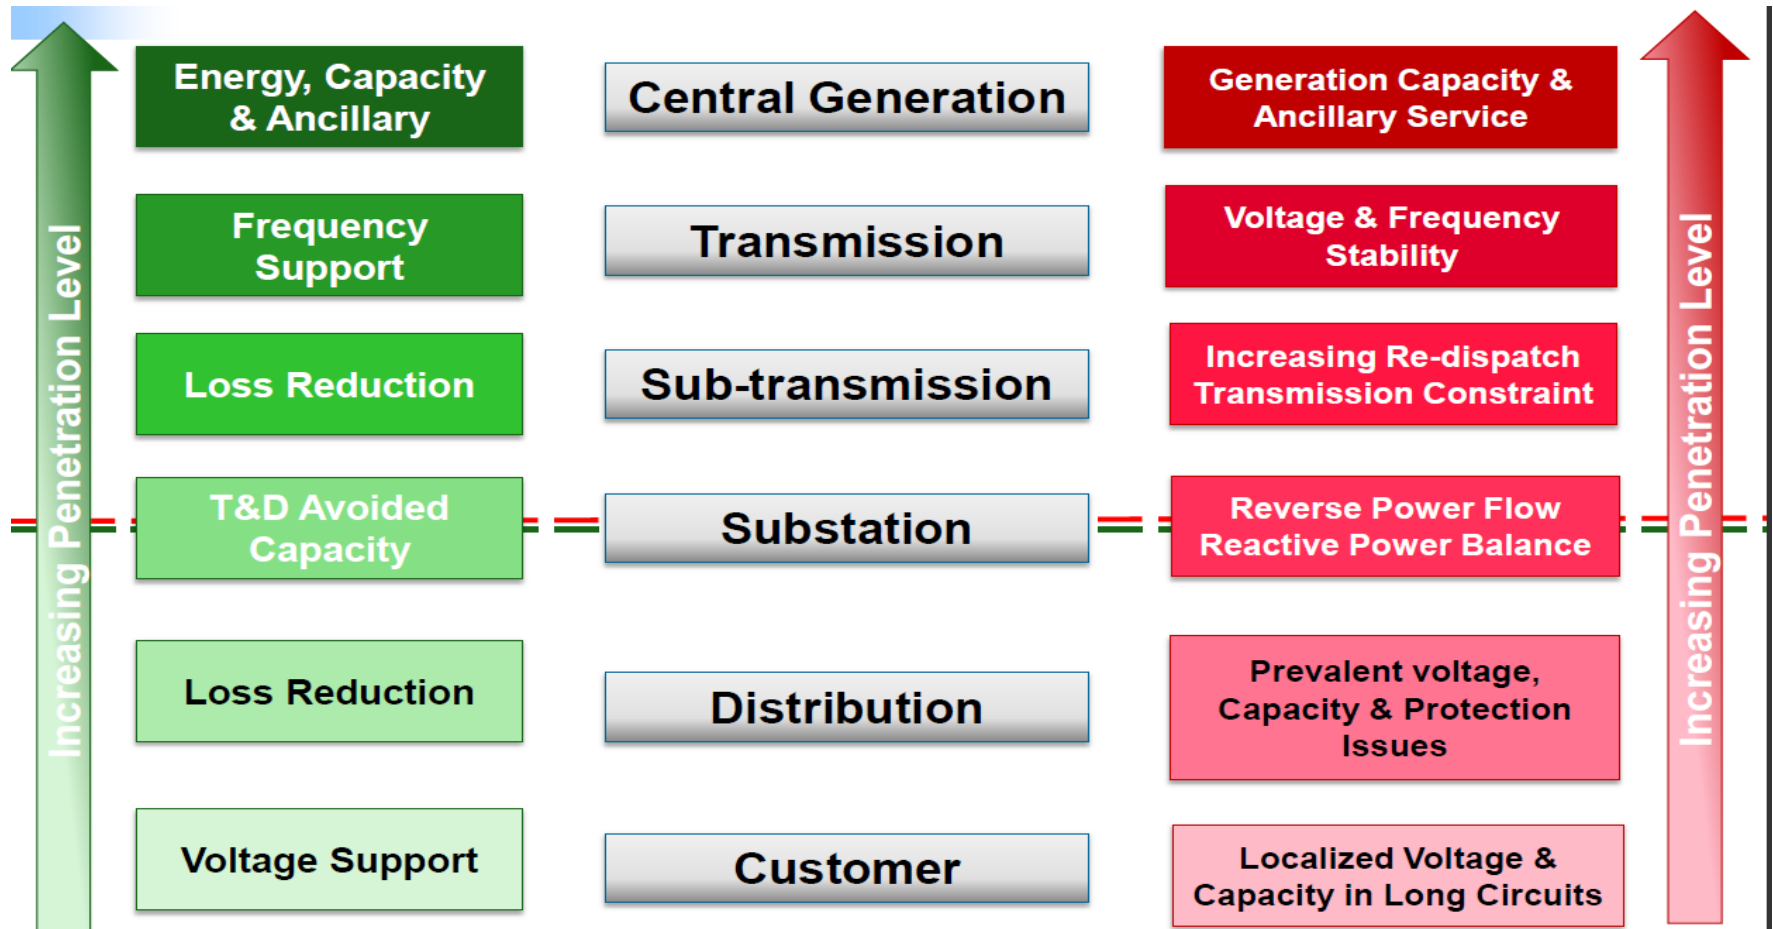 Increasing Penetration Level
Energy, Capacity
& Ancillary
Central Generation
Generation Capacity &
Ancillary Service
Frequency
Support
Transmission
Voltage & Frequency
Stability
Loss Reduction
Sub-transmission
Increasing Re-dispatch
Transmission Constraint
T&D Avoided
Capacity
Substation
Reverse Power Flow
Reactive Power Balance
Loss Reduction
Distribution
Prevalent voltage,
Capacity & Protection
Issues
Voltage Support
Customer
Localized Voltage &
Capacity in Long Circuits
Increasing Penetration Level